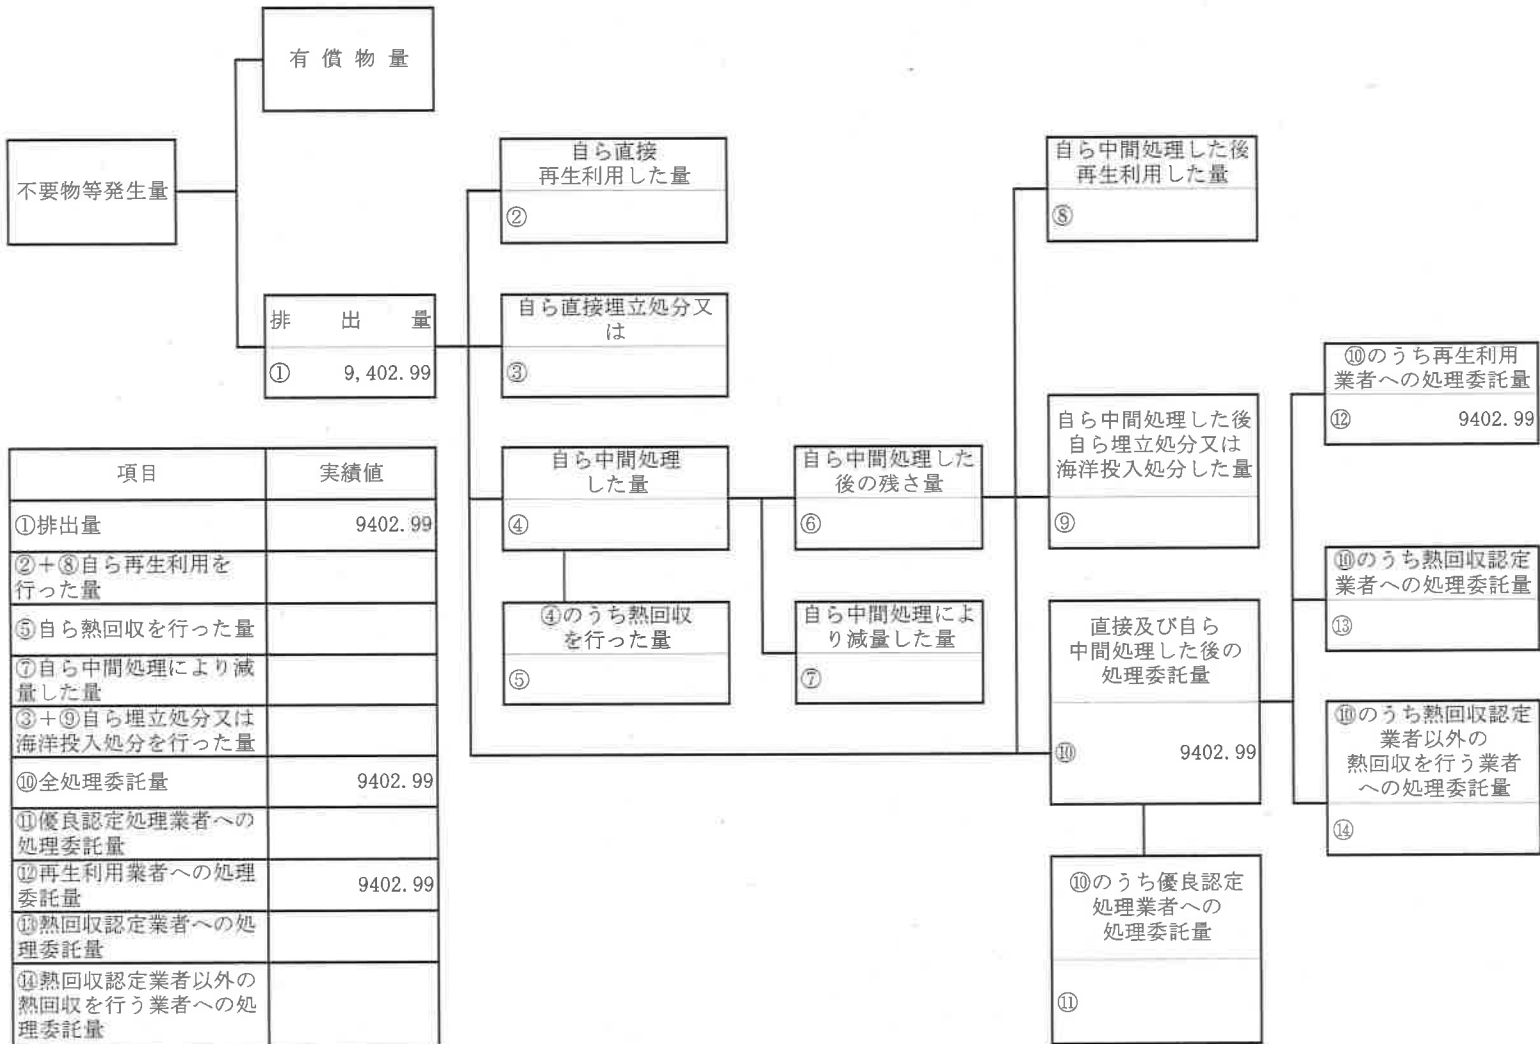 有償物量
不要物等発生量
排出量
① 9,402.99
自ら直接
再生利用した量
②
自ら直接埋立処分又
は
③
自ら中間処理
した量
④
④のうち熱回収
を行った量
⑤
自ら中間処理した
後の残さ量
⑥
自ら中間処理によ
り減量した量
⑦
自ら中間処理した後
再生利用した量
⑧
自ら中間処理した後
自ら埋立処分又は
海洋投入処分した量
⑨
直接及び自ら
中間処理した後の
処理委託量
⑩ 9402.99
⑩のうち優良認定
処理業者への
処理委託量
⑪
⑩のうち再生利用
業者への処理委託量
⑫ 9402.99
⑩のうち熱回収認定
業者への処理委託量
⑬
⑩のうち熱回収認定
業者以外の
熱回収を行う業者
への処理委託量
⑭
項目 実績値
①排出量 9402.99
②+⑧自ら再生利用を
行った量
⑤自ら熱回収を行った量
⑦自ら中間処理により減
量した量
③+⑨自ら埋立処分又は
海洋投入処分を行った量
⑩全処理委託量 9402.99
⑪優良認定処理業者への
処理委託量
⑫再生利用業者への処理
委託量 9402.99
⑬熱回収認定業者への処
理委託量
⑭熱回収認定業者以外の
熱回収を行う業者への処
理委託量